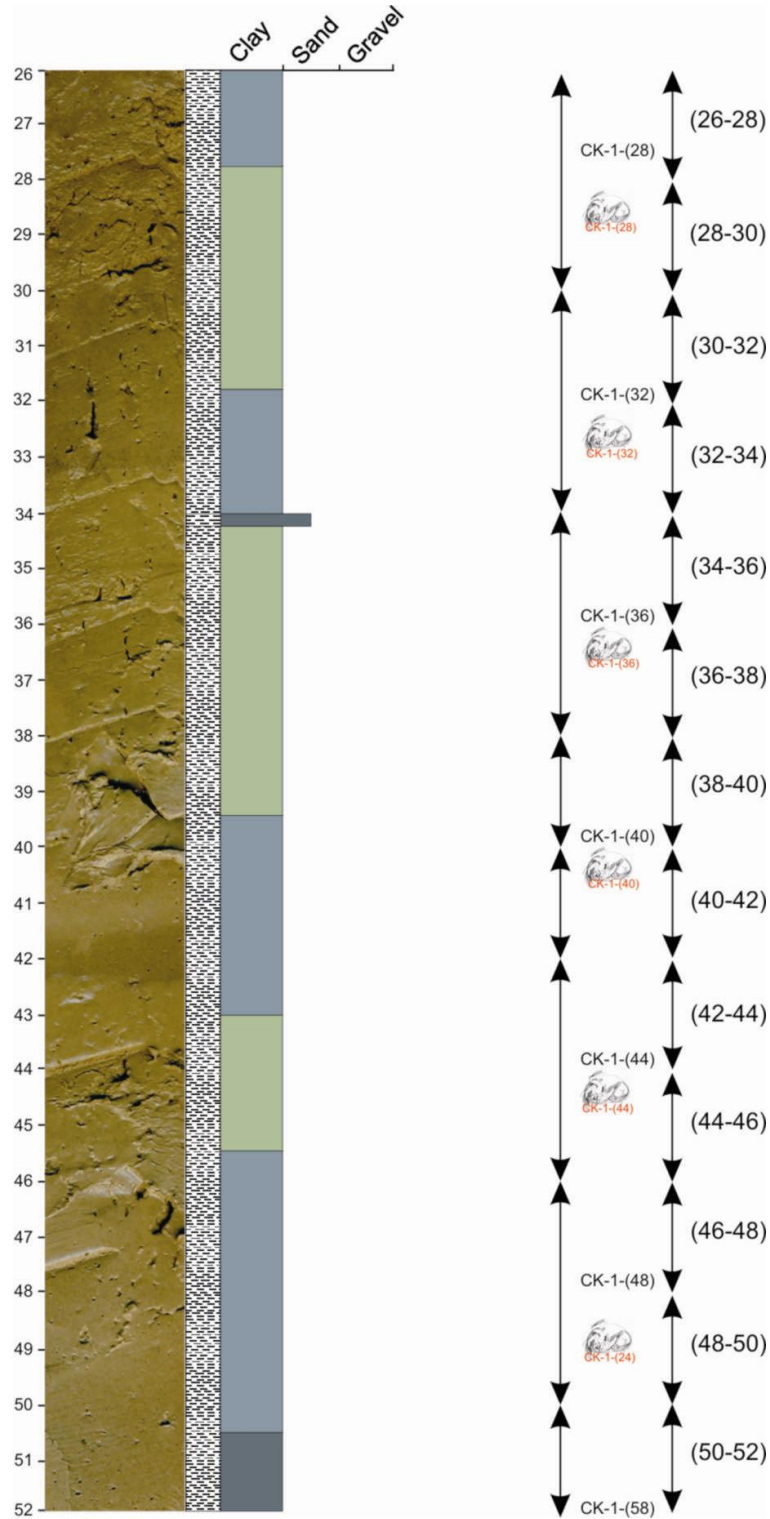 Clay Sand Gravel
26
27
28
29
30
31
32
33
34
35
36
37
38
39
40
41
42
43
44
45
46
47
48
49
50
51
52
CK-1-(28)
CK-1-(28)
CK-1-(32)
CK-1-(32)
CK-1-(36)
CK-1-(36)
CK-1-(40)
CK-1-(40)
CK-1-(44)
CK-1-(44)
CK-1-(48)
CK-1-(24)
CK-1-(58)
(26-28)
(28-30)
(30-32)
(32-34)
(34-36)
(36-38)
(38-40)
(40-42)
(42-44)
(44-46)
(46-48)
(48-50)
(50-52)